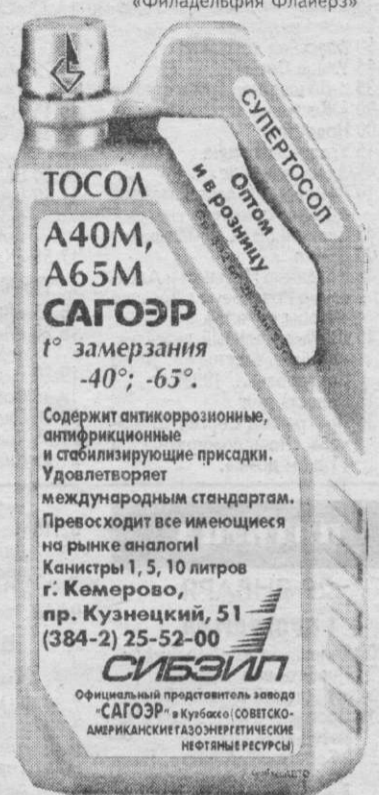 «Филадельфия Флайерз»
СУПЕРТОСОЛ
Оптом
и в розницу
ТОСОЛ
А40М,
А65М
САГОЭР
t° замерзания
-40°; -65°.
Содержит антикоррозионные,
антифрикционные
и стабилизирующие присадки.
Удовлетворяет
международным стандартам.
Превосходит все имеющиеся
на рынке аналоги!
Канистры 1, 5, 10 литров
г. Кемерово,
пр. Кузнецкий, 51
(384-2) 25-52-00
СИБЭИП
Официальный представитель завода
"САГОЭР" в Кузбассе (СОВЕТСКО-
АМЕРИКАНСКИЕ ГАЗОЭНЕРГЕТИЧЕСКИЕ
НЕФТЯНЫЕ РЕСУРСЫ)